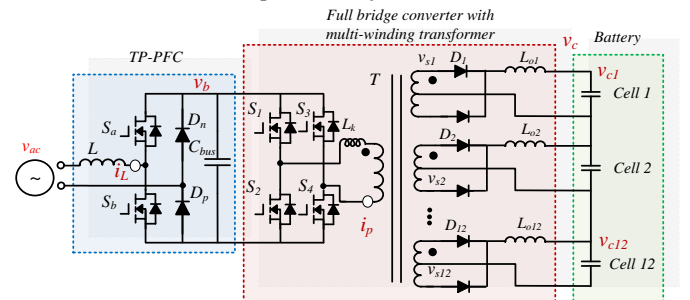 Full bridge converter with
multi-winding transformer
Battery
TP-PFC
v_c
v_b
T
v_s1
D_1
L_o1
v_c1
Cell 1
S_a
D_n
S_1
S_3
L_k
C_bus
v_ac
L
i_L
D_2
L_o2
Cell 2
v_s2
S_b
D_p
S_2
S_4
i_p
D_12
L_o12
v_c12
v_s12
Cell 12
~